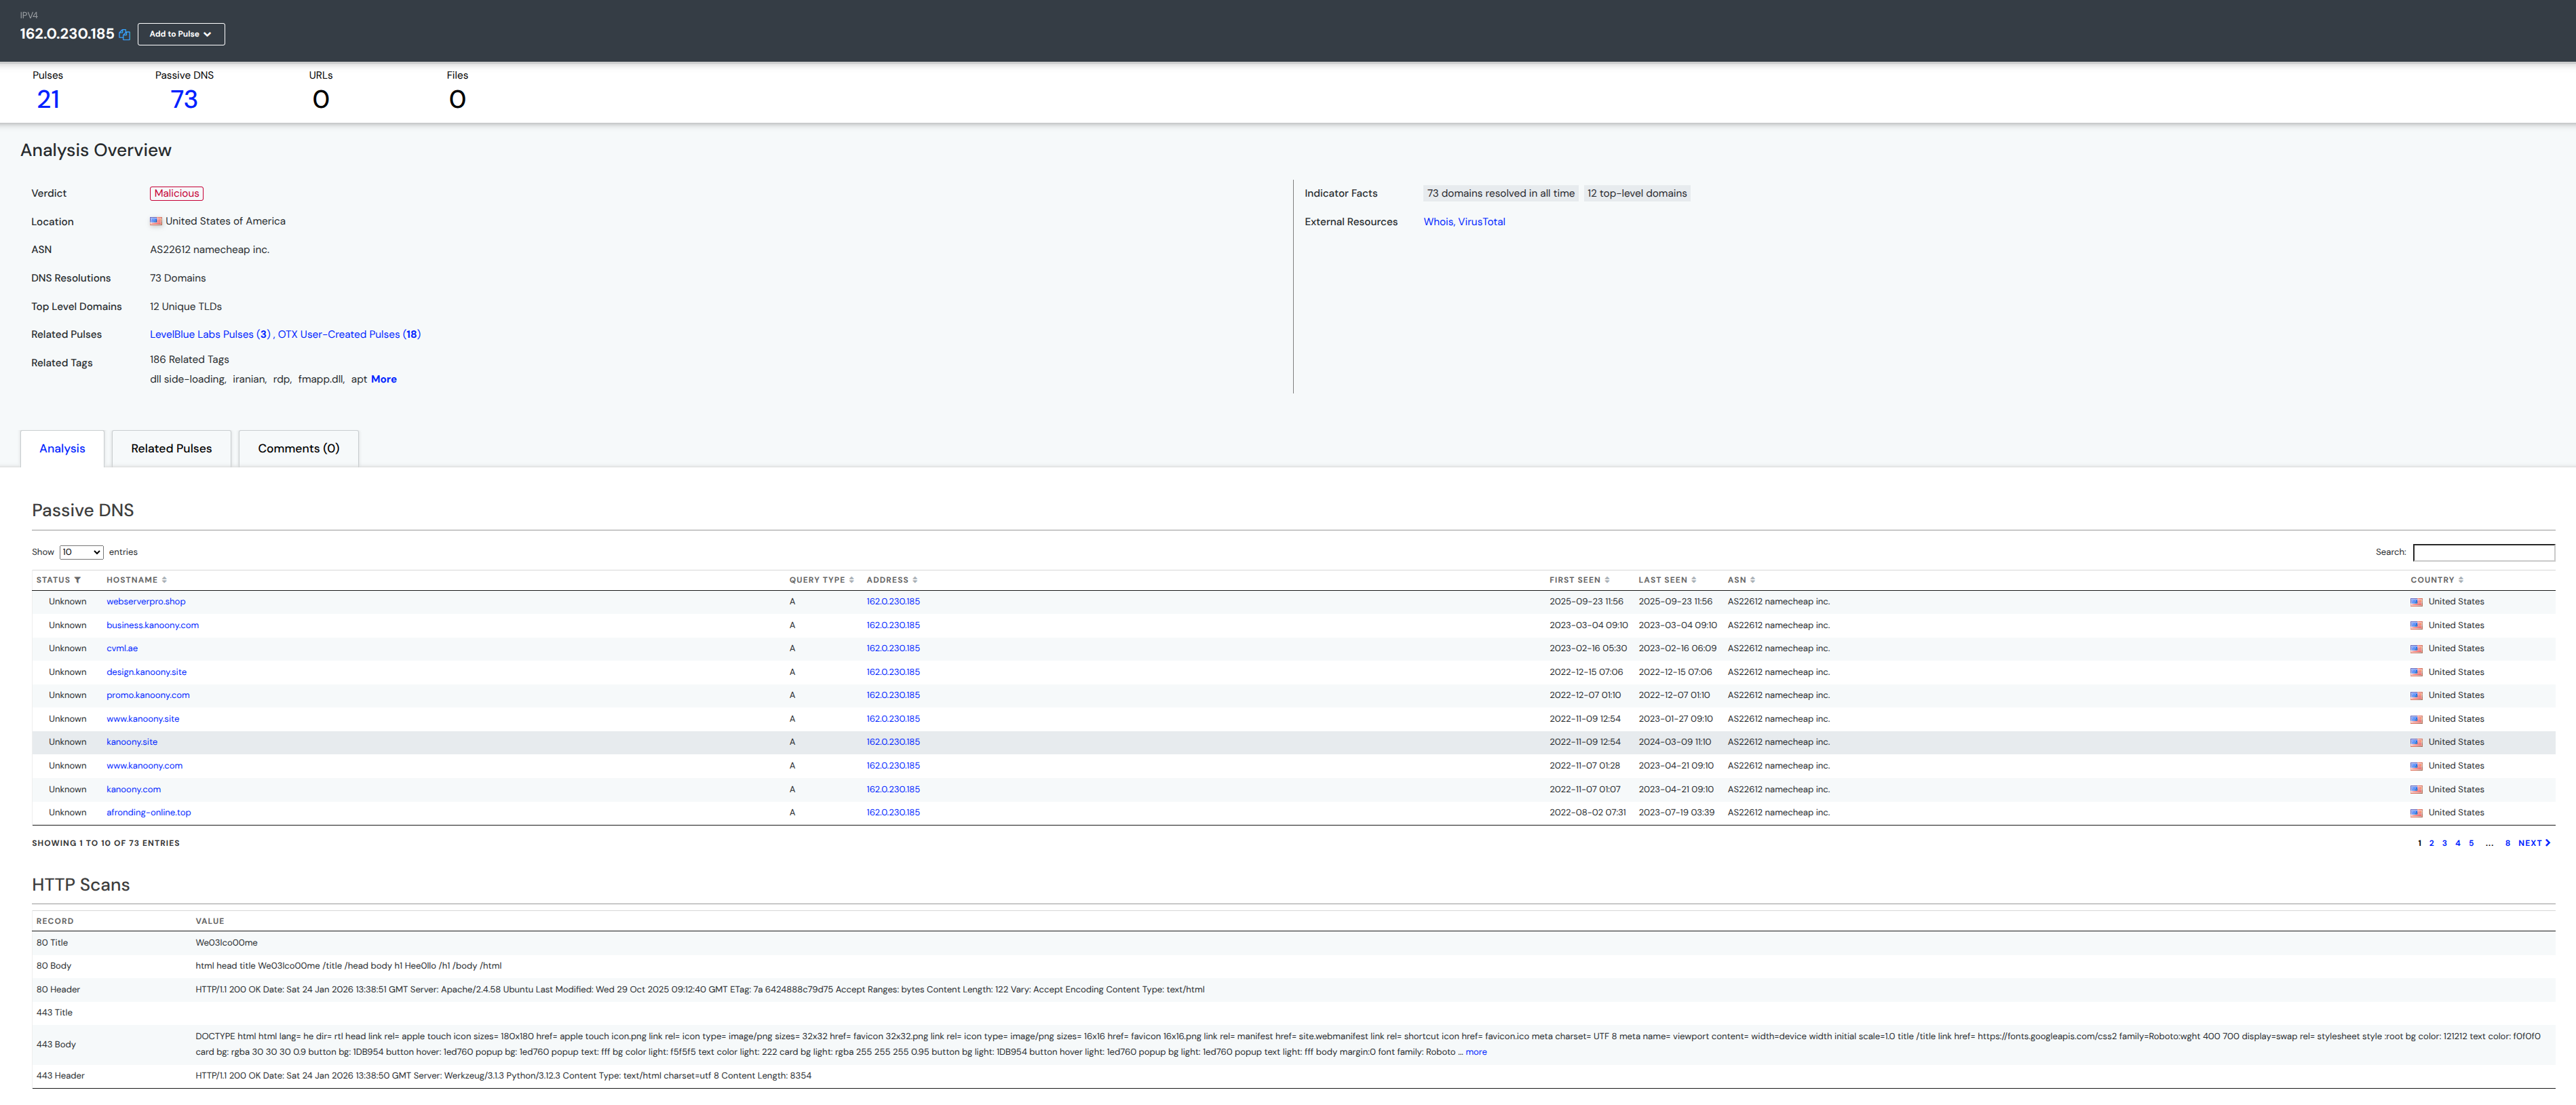 IPV4
162.0.230.185 Add to Pulse
Pulses Passive DNS URLs Files
21 73 0 0
Analysis Overview
Verdict Malicious
Location United States of America
ASN AS22612 namecheap inc.
DNS Resolutions 73 Domains
Top Level Domains 12 Unique TLDs
Related Pulses LevelBlue Labs Pulses (3) , OTX User-Created Pulses (18)
Related Tags 186 Related Tags
dll side-loading, iranian, rdp, fmapp.dll, apt More
Indicator Facts 73 domains resolved in all time 12 top-level domains
External Resources Whois, VirusTotal
Analysis Related Pulses Comments (0)
Passive DNS
Show 10 entries Search:
STATUS HOSTNAME QUERY TYPE ADDRESS FIRST SEEN LAST SEEN ASN COUNTRY
Unknown webserverpro.shop A 162.0.230.185 2025-09-23 11:56 2025-09-23 11:56 AS22612 namecheap inc. United States
Unknown business.kanoony.com A 162.0.230.185 2023-03-04 09:10 2023-03-04 09:10 AS22612 namecheap inc. United States
Unknown cvml.ae A 162.0.230.185 2023-02-16 05:30 2023-02-16 06:09 AS22612 namecheap inc. United States
Unknown design.kanoony.site A 162.0.230.185 2022-12-15 07:06 2022-12-15 07:06 AS22612 namecheap inc. United States
Unknown promo.kanoony.com A 162.0.230.185 2022-12-07 01:10 2022-12-07 01:10 AS22612 namecheap inc. United States
Unknown www.kanoony.site A 162.0.230.185 2022-11-09 12:54 2023-01-27 09:10 AS22612 namecheap inc. United States
Unknown kanoony.site A 162.0.230.185 2022-11-09 12:54 2024-03-09 11:10 AS22612 namecheap inc. United States
Unknown www.kanoony.com A 162.0.230.185 2022-11-07 01:28 2023-04-21 09:10 AS22612 namecheap inc. United States
Unknown kanoony.com A 162.0.230.185 2022-11-07 01:07 2023-04-21 09:10 AS22612 namecheap inc. United States
Unknown afronding-online.top A 162.0.230.185 2022-08-02 07:31 2023-07-19 03:39 AS22612 namecheap inc. United States
SHOWING 1 TO 10 OF 73 ENTRIES 1 2 3 4 5 ... 8 NEXT
HTTP Scans
RECORD VALUE
80 Title We03lco00me
80 Body html head title We03lco00me /title /head body h1 Hee0llo /h1 /body /html
80 Header HTTP/1.1 200 OK Date: Sat 24 Jan 2026 13:38:51 GMT Server: Apache/2.4.58 Ubuntu Last Modified: Wed 29 Oct 2025 09:12:40 GMT ETag: 7a 6424888c79d75 Accept Ranges: bytes Content Length: 122 Vary: Accept Encoding Content Type: text/html
443 Title
443 Body DOCTYPE html html lang= he dir= rtl head link rel= apple touch icon sizes= 180x180 href= apple touch icon.png link rel= icon type= image/png sizes= 32x32 href= favicon 32x32.png link rel= icon type= image/png sizes= 16x16 href= favicon 16x16.png link rel= manifest href= site.webmanifest link rel= shortcut icon href= favicon.ico meta charset= UTF 8 meta name= viewport content= width=device width initial scale=1.0 title /title link href= https://fonts.googleapis.com/css2 family=Roboto:wght 400 700 display=swap rel= stylesheet style :root bg color: 121212 text color: f0f0f0
card bg: rgba 30 30 30 0.9 button bg: 1DB954 button hover: 1ed760 popup bg: 1ed760 popup text: fff bg color light: f5f5f5 text color light: 222 card bg light: rgba 255 255 255 0.95 button bg light: 1DB954 button hover light: 1ed760 popup bg light: 1ed760 popup text light: fff body margin:0 font family: Roboto ... more
443 Header HTTP/1.1 200 OK Date: Sat 24 Jan 2026 13:38:50 GMT Server: Werkzeug/3.1.3 Python/3.12.3 Content Type: text/html charset=utf 8 Content Length: 8354